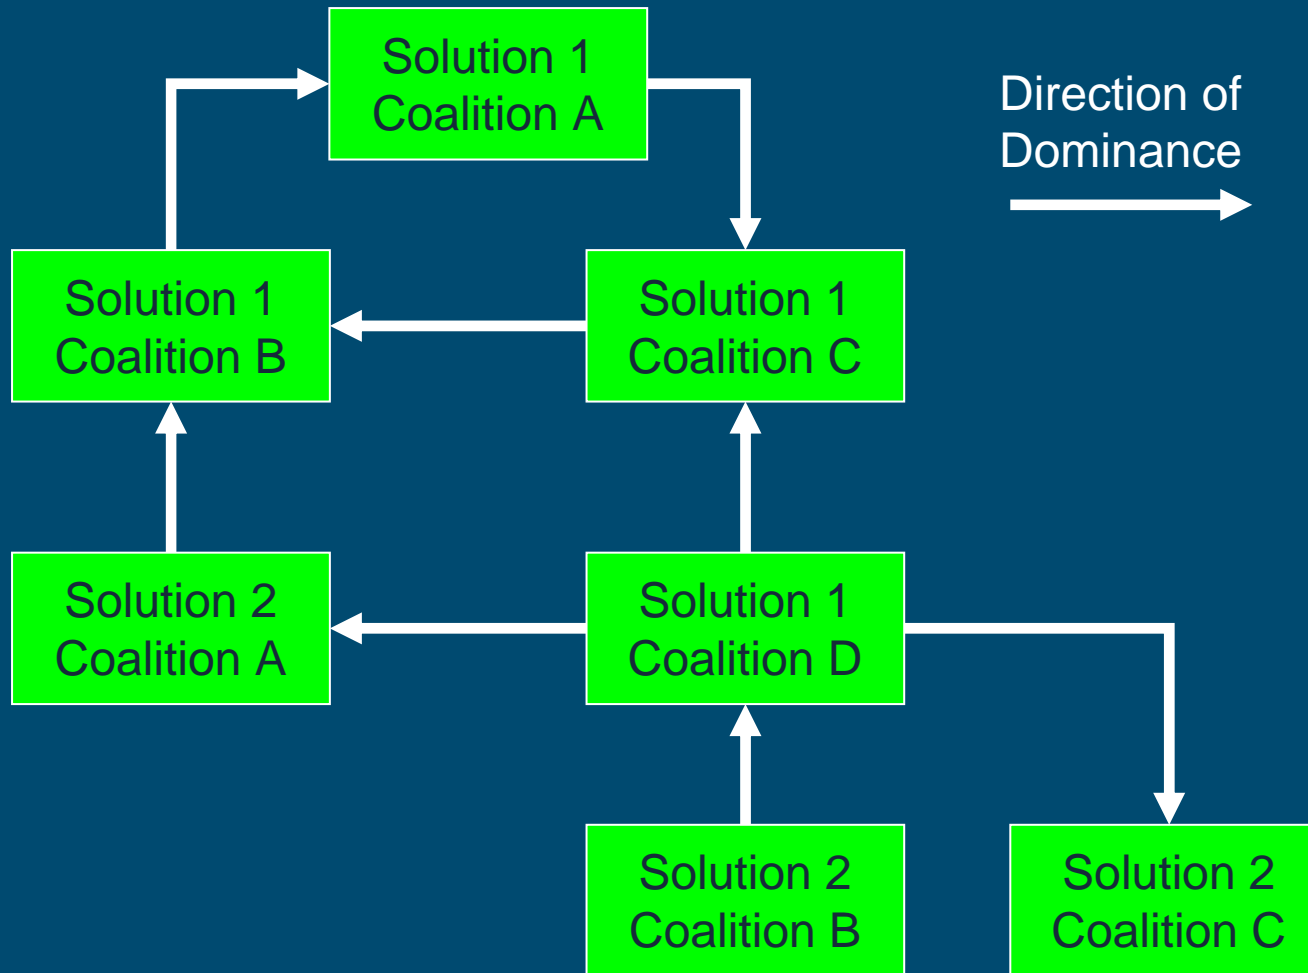 Solution 1
Coalition A
Direction of
Dominance
Solution 1
Coalition B
Solution 1
Coalition C
Solution 2
Coalition A
Solution 1
Coalition D
Solution 2
Coalition B
Solution 2
Coalition C